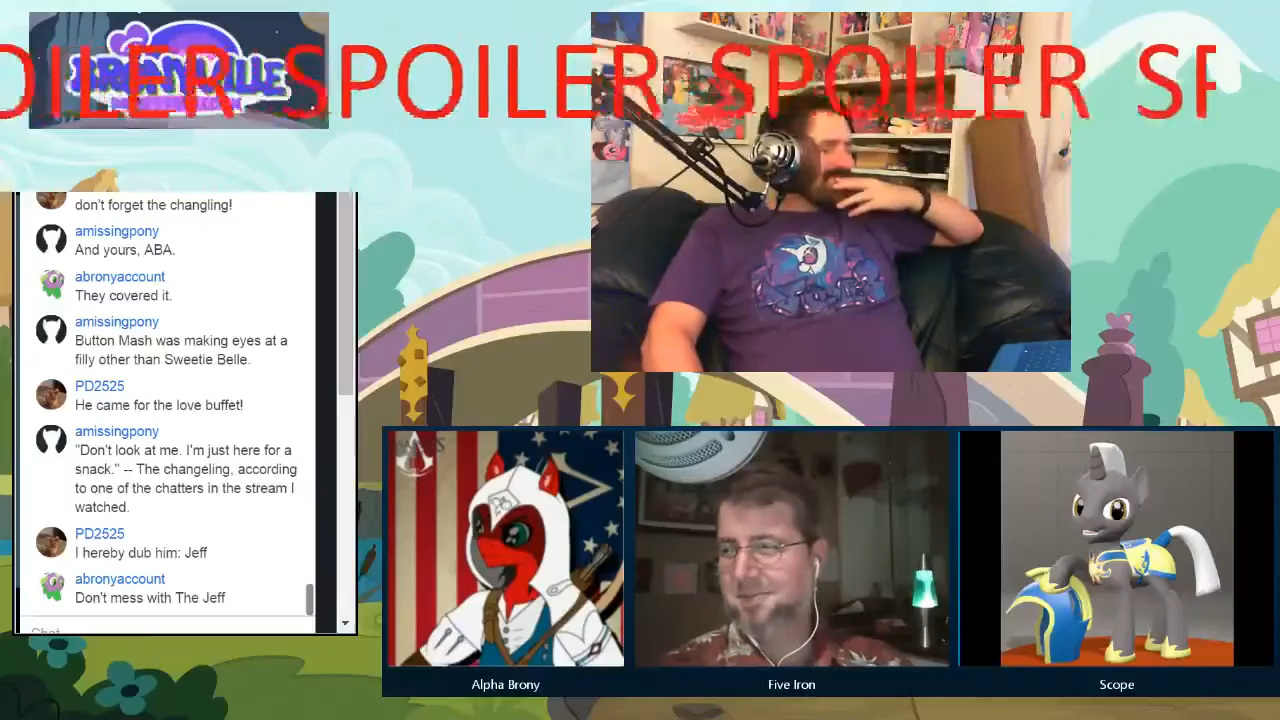 OILER SPOILER SPOILER SP
BRONYVILLE
don't forget the changling!
amissingpony
And yours, ABA.
abronyaccount
They covered it.
amissingpony
Button Mash was making eyes at a
filly other than Sweetie Belle.
PD2525
He came for the love buffet!
amissingpony
"Don't look at me. I'm just here for a
snack." -- The changeling, according
to one of the chatters in the stream I
watched.
PD2525
I hereby dub him: Jeff
abronyaccount
Don't mess with The Jeff
Chat
Alpha Brony
Five Iron
Scope